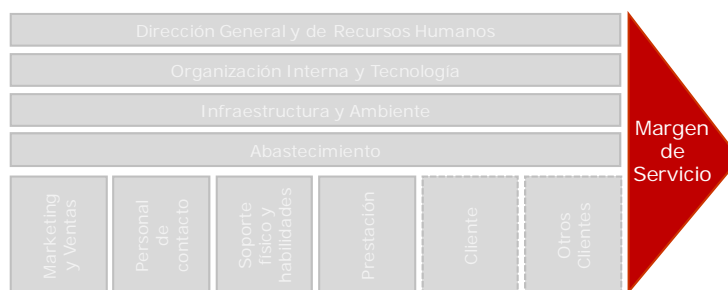 Dirección General y de Recursos Humanos
Organización Interna y Tecnología
Infraestructura y Ambiente
Abastecimiento
Margen
de
Servicio
Marketing
y Ventas
Personal
de
contacto
Soporte
físico y
habilidades
Prestación
Cliente
Otros
Clientes